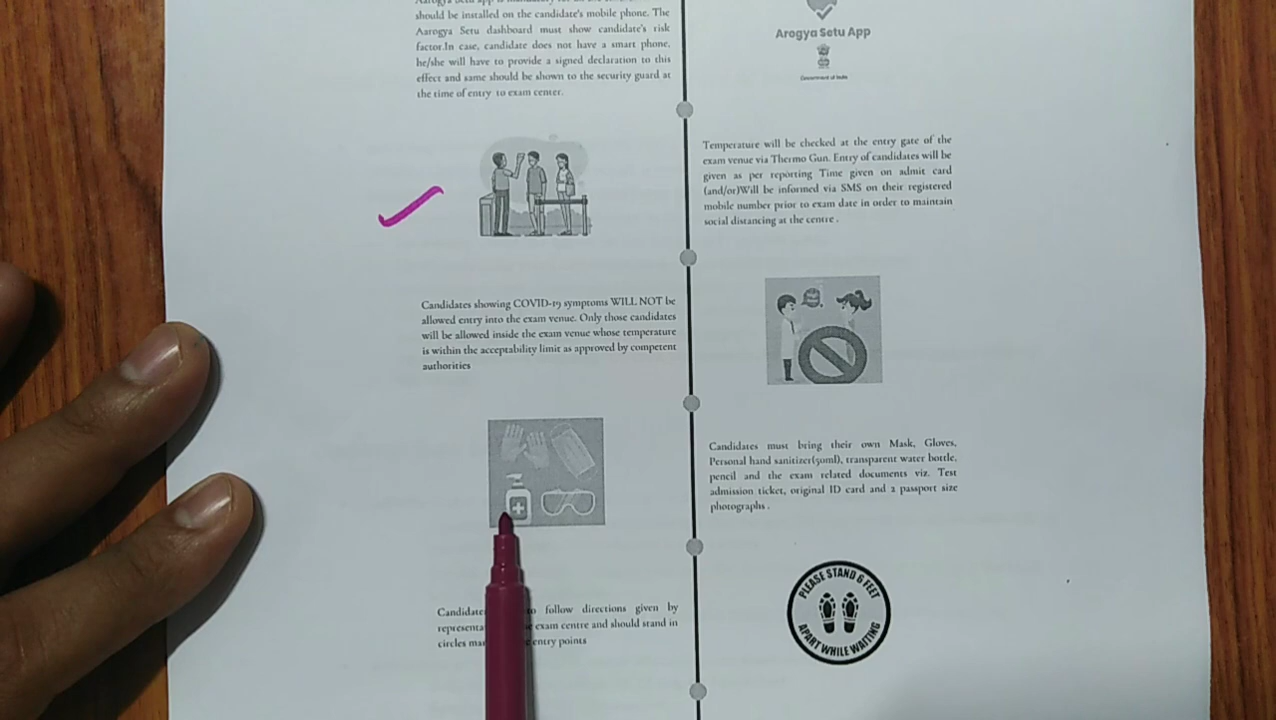 should be installed on the candidate's mobile phone. The
Aarogya Setu dashboard must show candidate's risk
factor.In case, candidate does not have a smart phone,
he/she will have to provide a signed declaration to this
effect and same should be shown to the security guard at
the time of entry to exam center.
Arogya Setu App
Government of India
Temperature will be checked at the entry gate of the
exam venue via Thermo Gun. Entry of candidates will be
given as per reporting Time given on admit card
(and/or)Will be informed via SMS on their registered
mobile number prior to exam date in order to maintain
social distancing at the centre .
Candidates showing COVID-19 symptoms WILL NOT be
allowed entry into the exam venue. Only those candidates
will be allowed inside the exam venue whose temperature
is within the acceptability limit as approved by competent
authorities
Candidates must bring their own Mask, Gloves,
Personal hand sanitizer(50ml), transparent water bottle,
pencil and the exam related documents viz. Test
admission ticket, original ID card and 2 passport size
photographs .
to follow directions given by
exam centre and should stand in
circles entry points
PLEASE STAND 6 FEET
APART WHILE WAITING